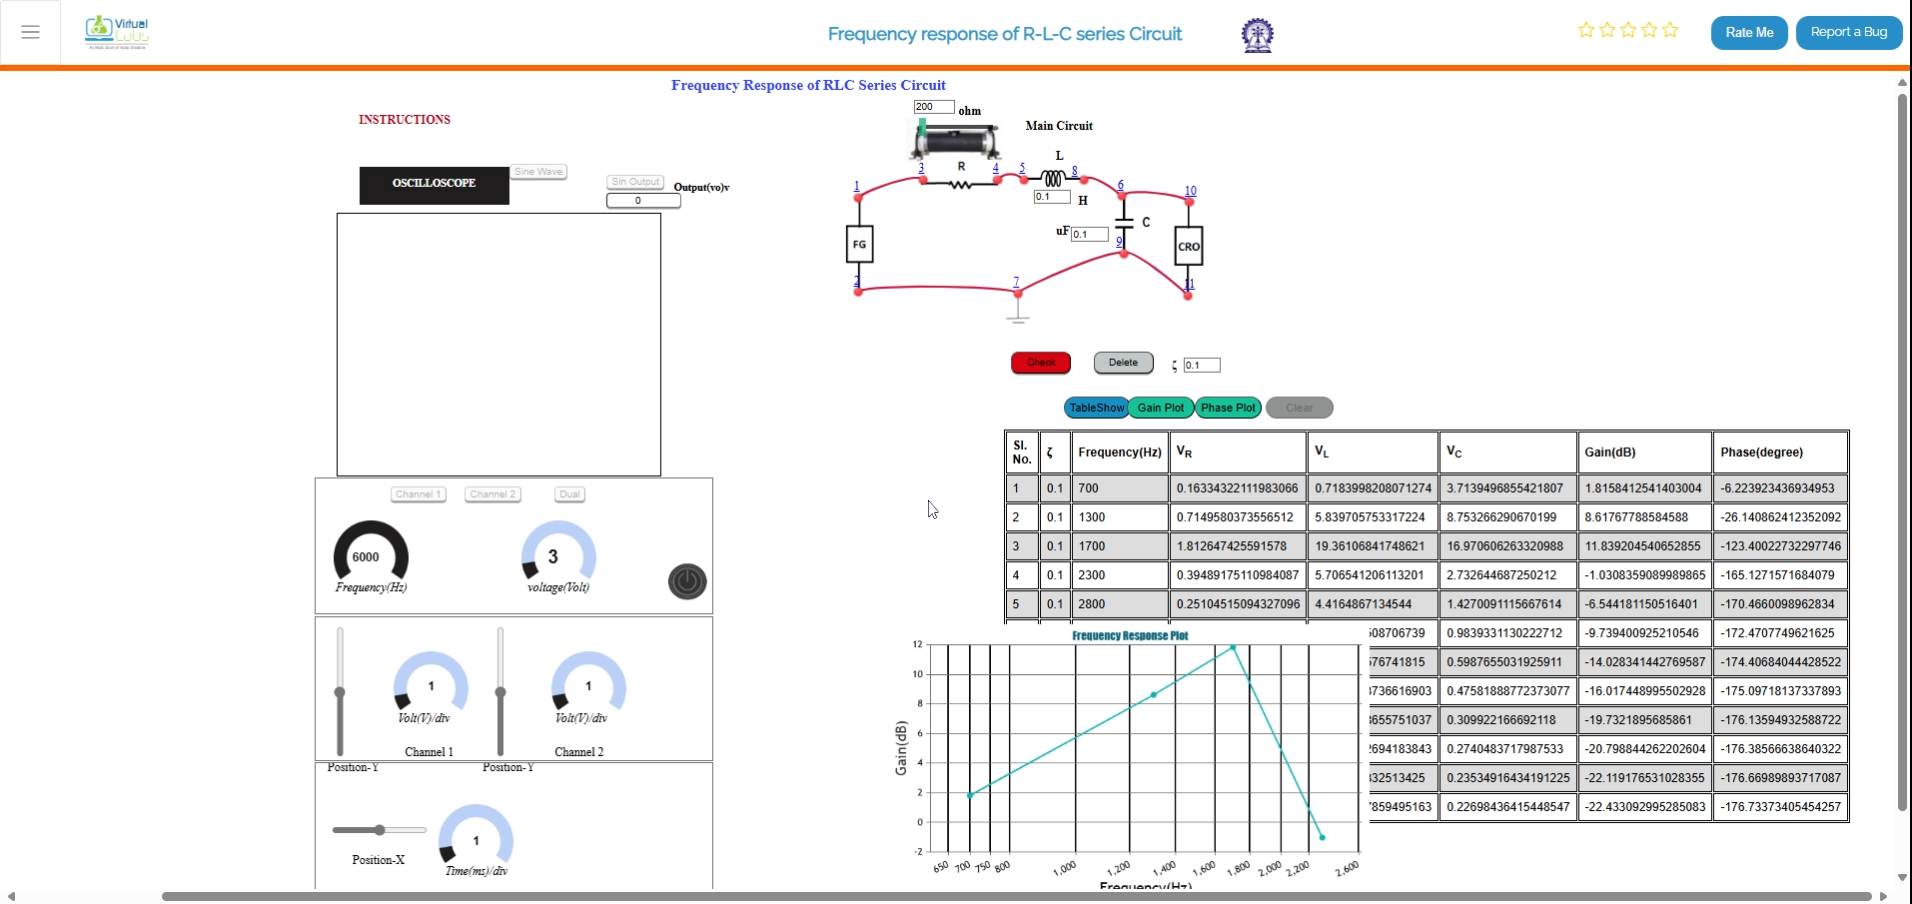 Virtual
Labs
Frequency response of R-L-C series Circuit
Rate Me
Report a Bug
Frequency Response of RLC Series Circuit
INSTRUCTIONS
200 ohm
Main Circuit
OSCILLOSCOPE
Sine Wave
Sin Output
Output(vo)v
0
R
L
1
3
4
5
8
6
10
0.1 H
C
uF 0.1
FG
CRO
9
2
7
11
Check
Delete
ζ 0.1
TableShow
Gain Plot
Phase Plot
Clear
Sl. No. ζ Frequency(Hz) VR VL VC Gain(dB) Phase(degree)
1 0.1 700 0.16334322111983066 0.7183998208071274 3.7139496855421807 1.8158412541403004 -6.223923436934953
2 0.1 1300 0.7149580373556512 5.839705753317224 8.753266290670199 8.61767788584588 -26.140862412352092
3 0.1 1700 1.812647425591578 19.36106841748621 16.970606263320988 11.839204540652855 -123.40022732297746
4 0.1 2300 0.39489175110984087 5.706541206113201 2.732644687250212 -1.0308359089989865 -165.1271571684079
5 0.1 2800 0.25104515094327096 4.4164867134544 1.4270091115667614 -6.544181150516401 -170.4660098962834
08706739 0.9839331130222712 -9.739400925210546 -172.4707749621625
76741815 0.5987655031925911 -14.028341442769587 -174.40684044428522
736616903 0.47581888772373077 -16.017448995502928 -175.09718137337893
655751037 0.309922166692118 -19.7321895685861 -176.13594932588722
694183843 0.2740483717987533 -20.798844262202604 -176.38566638640322
32513425 0.23534916434191225 -22.119176531028355 -176.66989893717087
859495163 0.22698436415448547 -22.433092995285083 -176.73373405454257
Channel 1
Channel 2
Dual
6000
Frequency(Hz)
3
voltage(Volt)
1
Volt(V)/div
1
Volt(V)/div
Channel 1
Channel 2
Position-Y
Position-Y
Position-X
1
Time(ms)/div
Frequency Response Plot
12
10
8
6
4
2
0
-2
Gain(dB)
650 700 750 800 1,000 1,200 1,400 1,600 1,800 2,000 2,200 2,600
Frequency(Hz)